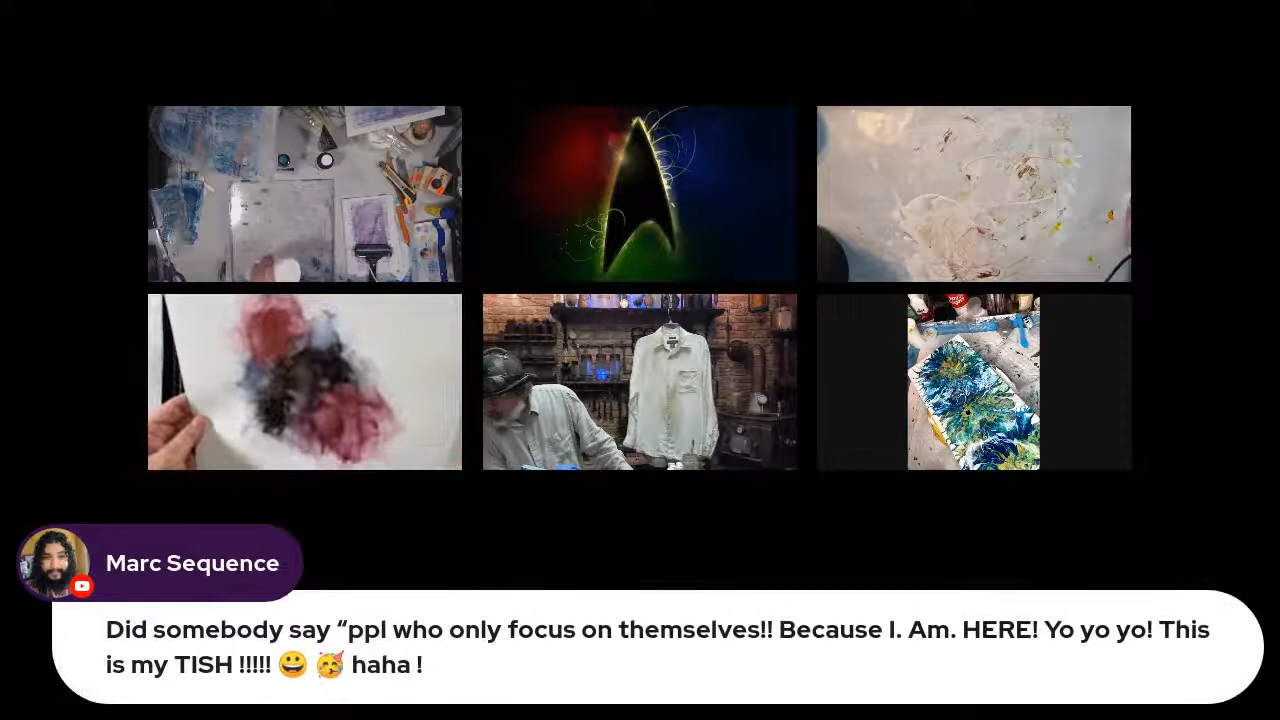 Marc Sequence
Did somebody say “ppl who only focus on themselves!! Because I. Am. HERE! Yo yo yo! This
is my TISH !!!!! 😀 🥳 haha !